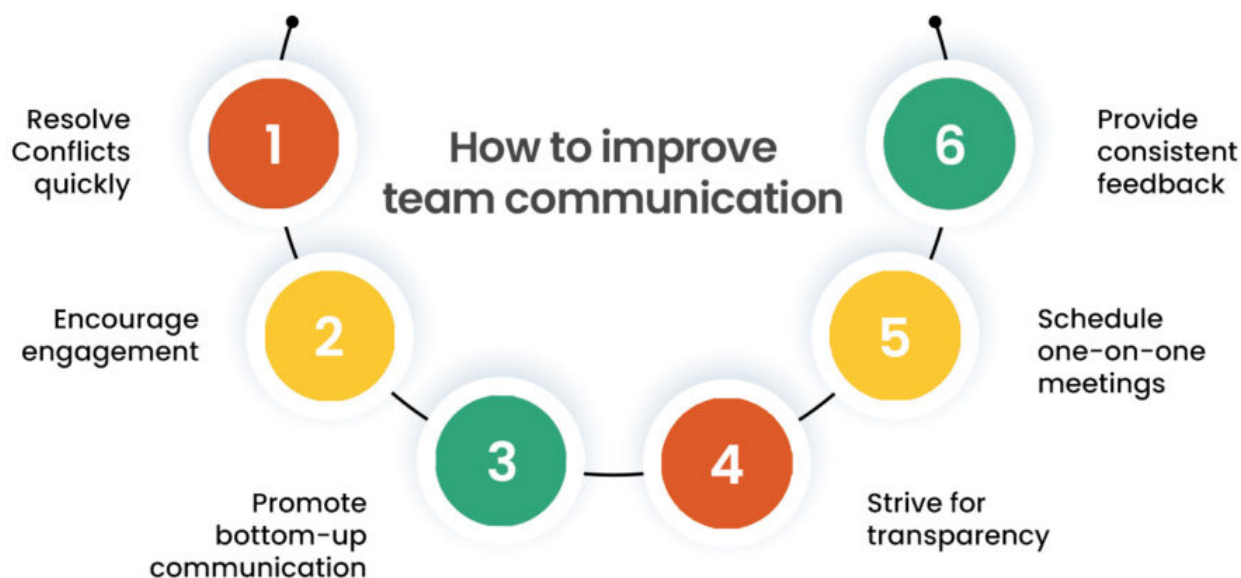 How to improve
team communication
1
Resolve
Conflicts
quickly
2
Encourage
engagement
3
Promote
bottom-up
communication
4
Strive for
transparency
5
Schedule
one-on-one
meetings
6
Provide
consistent
feedback